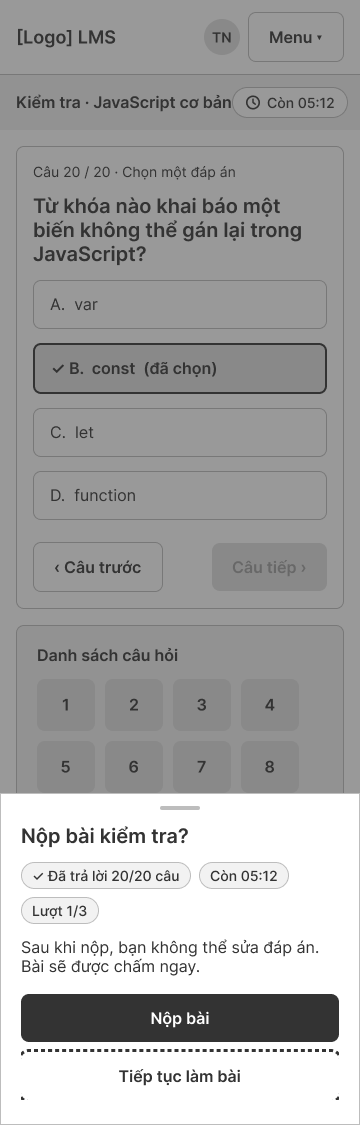 [Logo] LMS
TN
Menu ▾
Kiểm tra · JavaScript cơ bản
Còn 05:12
Câu 20 / 20 · Chọn một đáp án
Từ khóa nào khai báo một
biến không thể gán lại trong
JavaScript?
A. var
✓ B. const (đã chọn)
C. let
D. function
‹ Câu trước
Câu tiếp ›
Danh sách câu hỏi
1 2 3 4
5 6 7 8
Nộp bài kiểm tra?
✓ Đã trả lời 20/20 câu
Còn 05:12
Lượt 1/3
Sau khi nộp, bạn không thể sửa đáp án.
Bài sẽ được chấm ngay.
Nộp bài
Tiếp tục làm bài